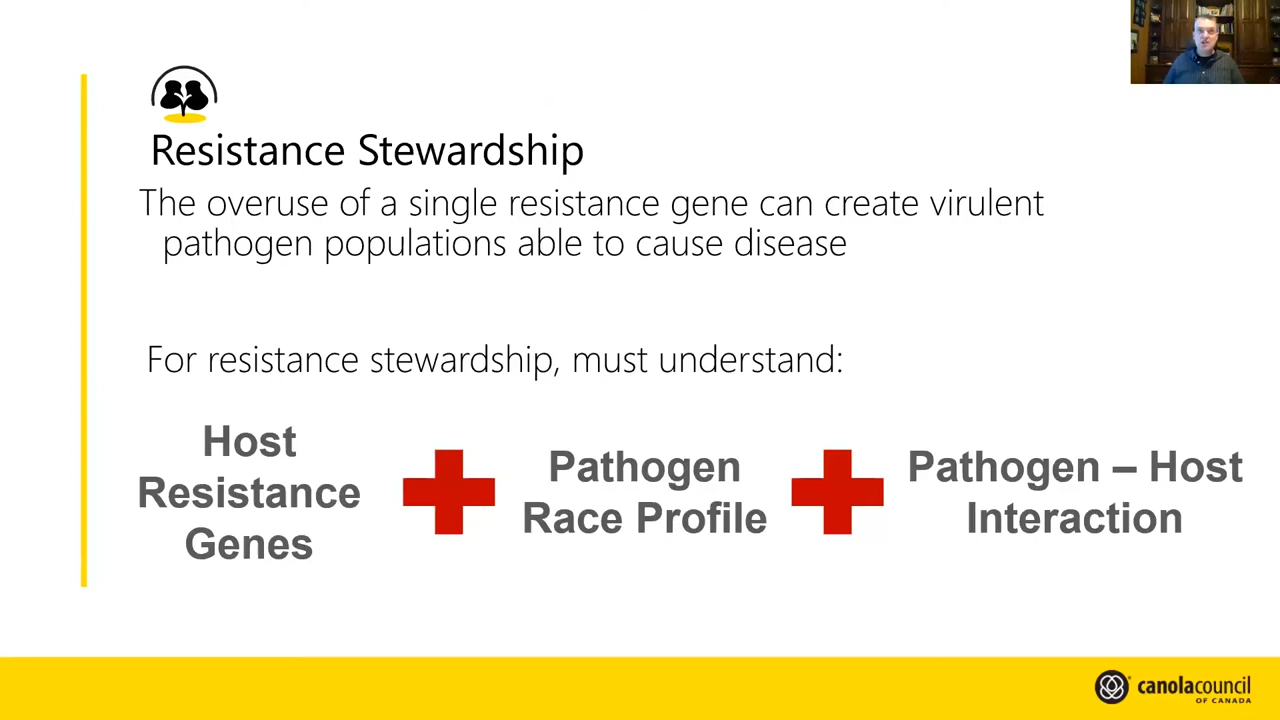 Resistance Stewardship
The overuse of a single resistance gene can create virulent
pathogen populations able to cause disease
For resistance stewardship, must understand:
Host
Resistance
Genes
Pathogen
Race Profile
Pathogen – Host
Interaction
canolacouncil
OF CANADA